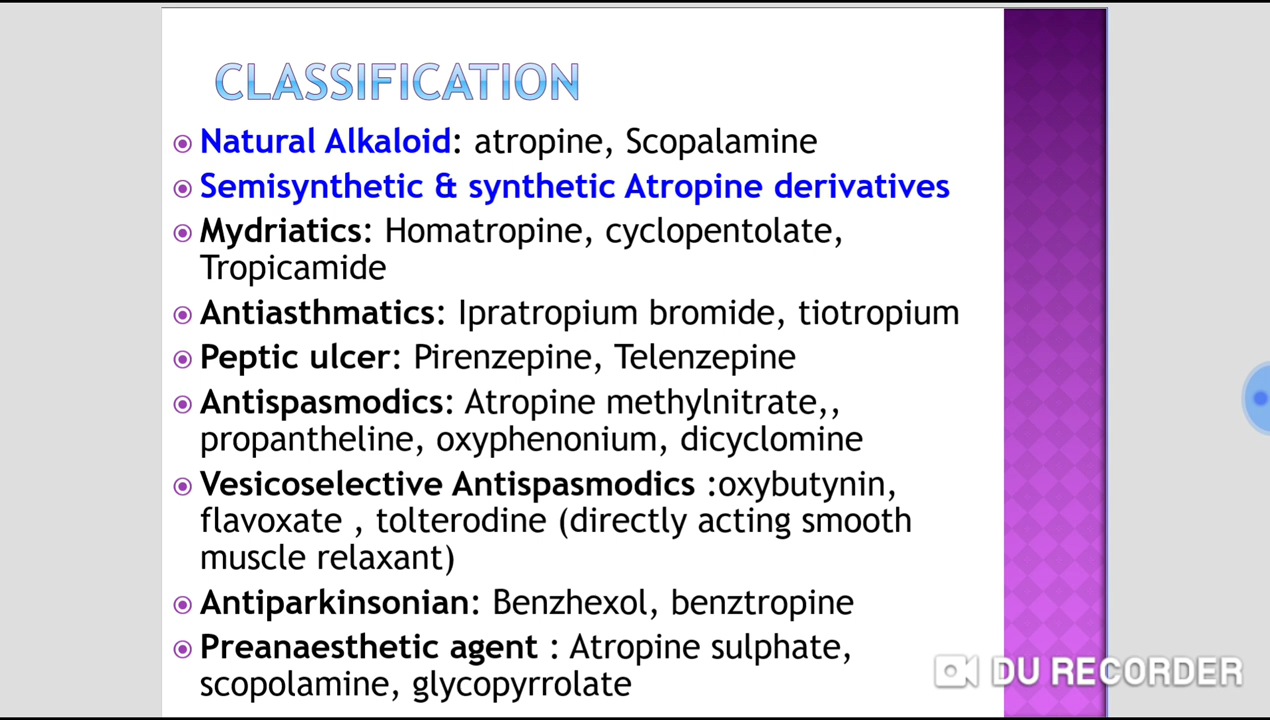 CLASSIFICATION
Natural Alkaloid: atropine, Scopalamine
Semisynthetic & synthetic Atropine derivatives
Mydriatics: Homatropine, cyclopentolate,
Tropicamide
Antiasthmatics: Ipratropium bromide, tiotropium
Peptic ulcer: Pirenzepine, Telenzepine
Antispasmodics: Atropine methylnitrate,,
propantheline, oxyphenonium, dicyclomine
Vesicoselective Antispasmodics :oxybutynin,
flavoxate , tolterodine (directly acting smooth
muscle relaxant)
Antiparkinsonian: Benzhexol, benztropine
Preanaesthetic agent : Atropine sulphate,
scopolamine, glycopyrrolate
DU RECORDER